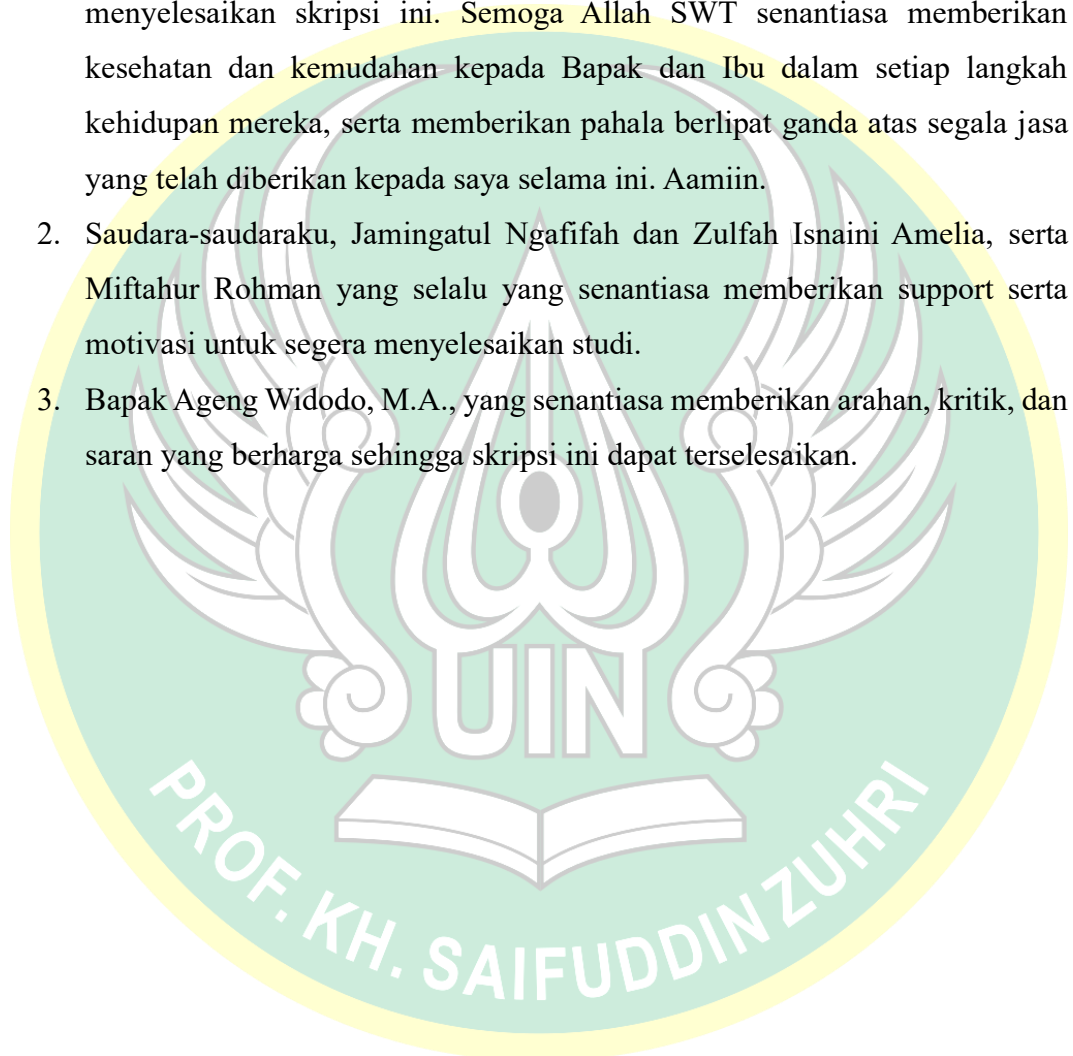 menyelesaikan skripsi ini. Semoga Allah SWT senantiasa memberikan
kesehatan dan kemudahan kepada Bapak dan Ibu dalam setiap langkah
kehidupan mereka, serta memberikan pahala berlipat ganda atas segala jasa
yang telah diberikan kepada saya selama ini. Aamiin.
2. Saudara-saudaraku, Jamingatul Ngafifah dan Zulfah Isnaini Amelia, serta
Miftahur Rohman yang selalu yang senantiasa memberikan support serta
motivasi untuk segera menyelesaikan studi.
3. Bapak Ageng Widodo, M.A., yang senantiasa memberikan arahan, kritik, dan
saran yang berharga sehingga skripsi ini dapat terselesaikan.
UIN
PROF. KH. SAIFUDDIN ZUHRI